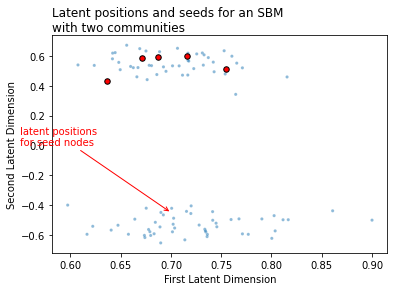 Latent positions and seeds for an SBM
with two communities
Second Latent Dimension
0.6
0.4
0.2
0.0
−0.2
−0.4
−0.6
latent positions
for seed nodes
0.60
0.65
0.70
0.75
0.80
0.85
0.90
First Latent Dimension